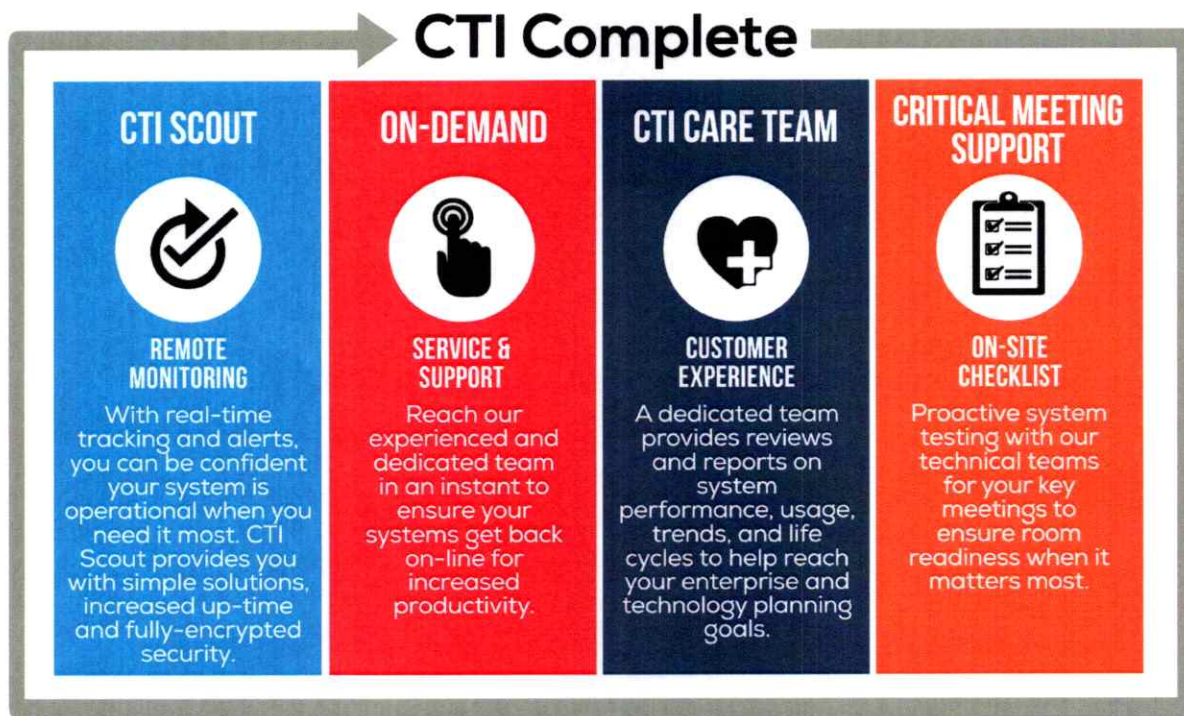 CTI Complete
CTI SCOUT
REMOTE
MONITORING
With real-time
tracking and alerts,
you can be confident
your system is
operational when you
need it most. CTI
Scout provides you
with simple solutions,
increased up-time
and fully-encrypted
security.
ON-DEMAND
SERVICE &
SUPPORT
Reach our
experienced and
dedicated team
in an instant to
ensure your
systems get back
on-line for
increased
productivity.
CTI CARE TEAM
CUSTOMER
EXPERIENCE
A dedicated team
provides reviews
and reports on
system
performance, usage,
trends, and life
cycles to help reach
your enterprise and
technology planning
goals.
CRITICAL MEETING
SUPPORT
ON-SITE
CHECKLIST
Proactive system
testing with our
technical teams
for your key
meetings to
ensure room
readiness when it
matters most.